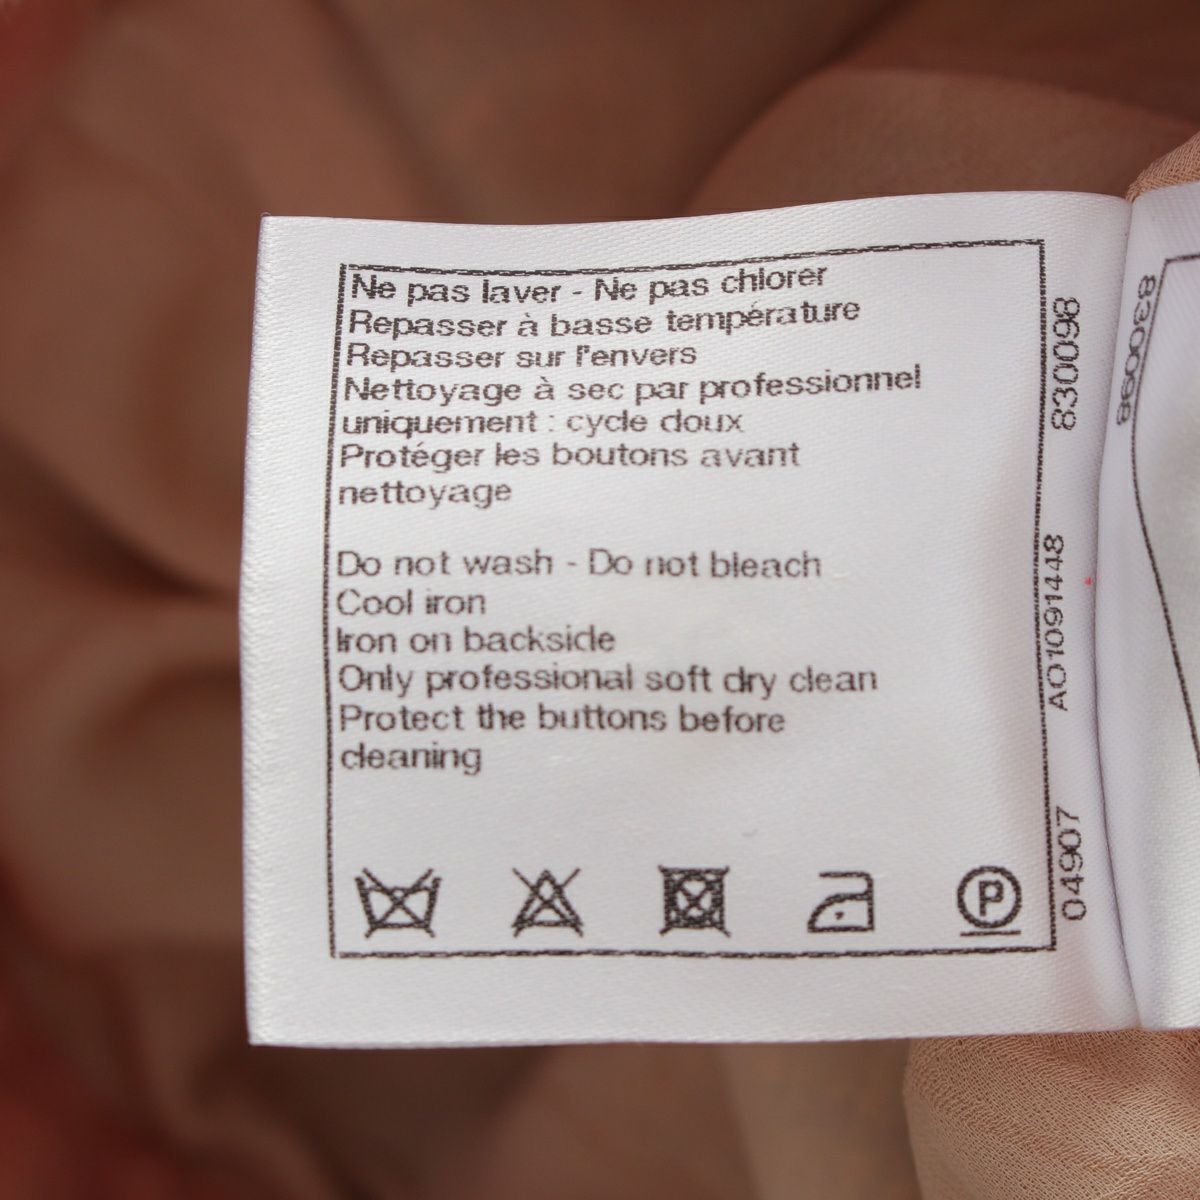 Ne pas laver - Ne pas chlorer
Repasser à basse température
Repasser sur l'envers
Nettoyage à sec par professionnel
uniquement : cycle doux
Protéger les boutons avant
nettoyage
Do not wash - Do not bleach
Cool iron
Iron on backside
Only professional soft dry clean
Protect the buttons before
cleaning
P
830098
AO1091448
04907
830098